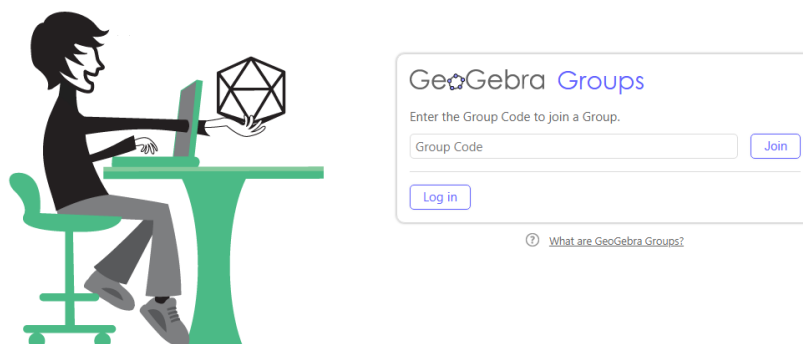 GeoGebra Groups
Enter the Group Code to join a Group.
Group Code
Join
Log in
? What are GeoGebra Groups?